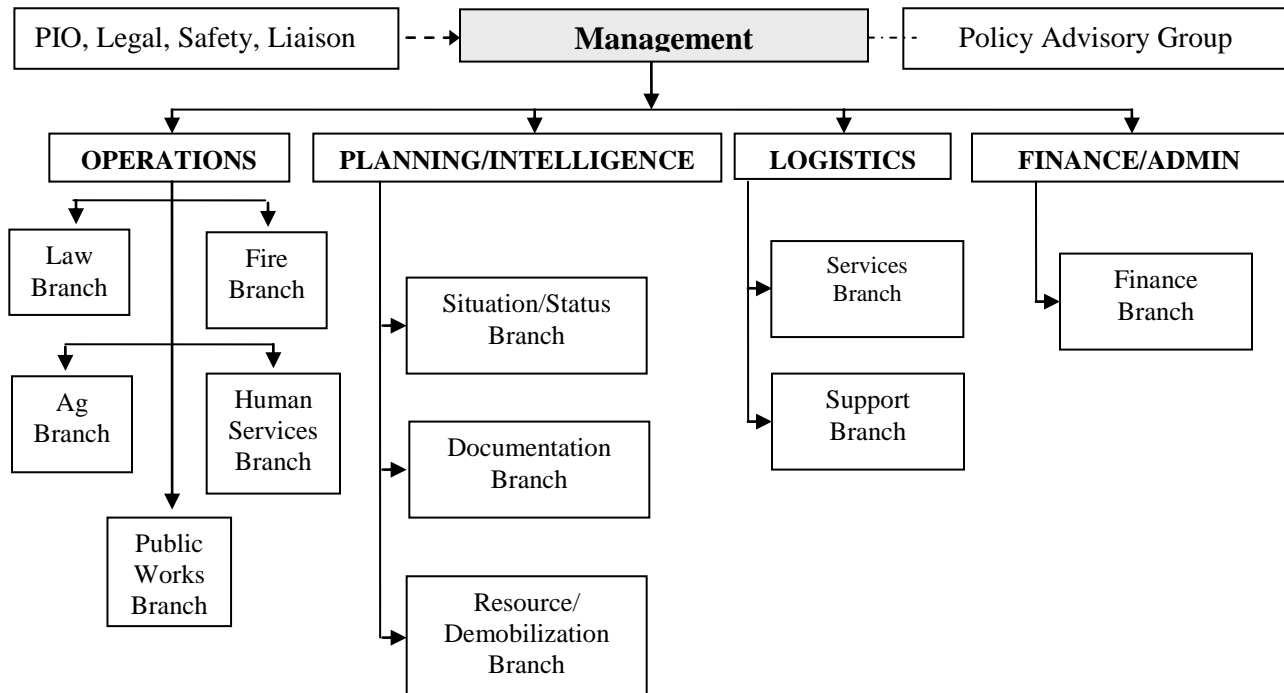 PIO, Legal, Safety, Liaison
Management
Policy Advisory Group
OPERATIONS
PLANNING/INTELLIGENCE
LOGISTICS
FINANCE/ADMIN
Law
Branch
Fire
Branch
Ag
Branch
Human
Services
Branch
Public
Works
Branch
Situation/Status
Branch
Documentation
Branch
Resource/
Demobilization
Branch
Services
Branch
Support
Branch
Finance
Branch